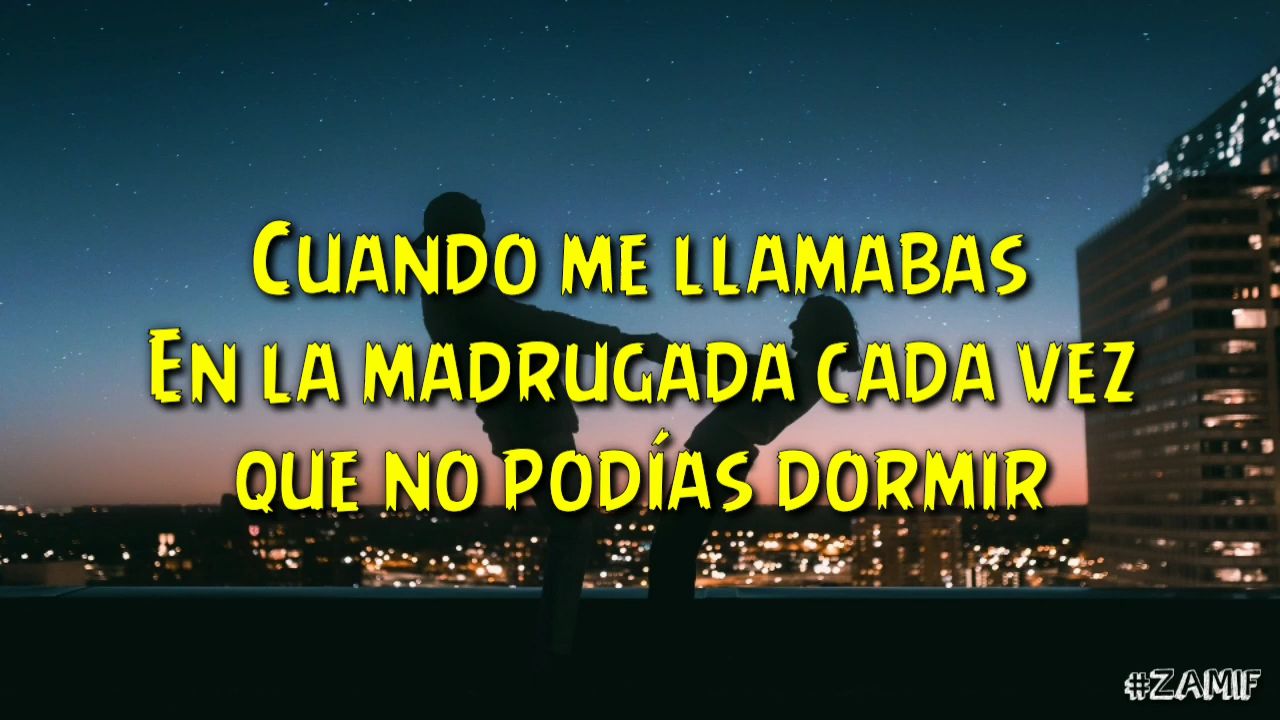 Cuando me llamabas
En la madrugada cada vez
que no podías dormir
#ZAMIF